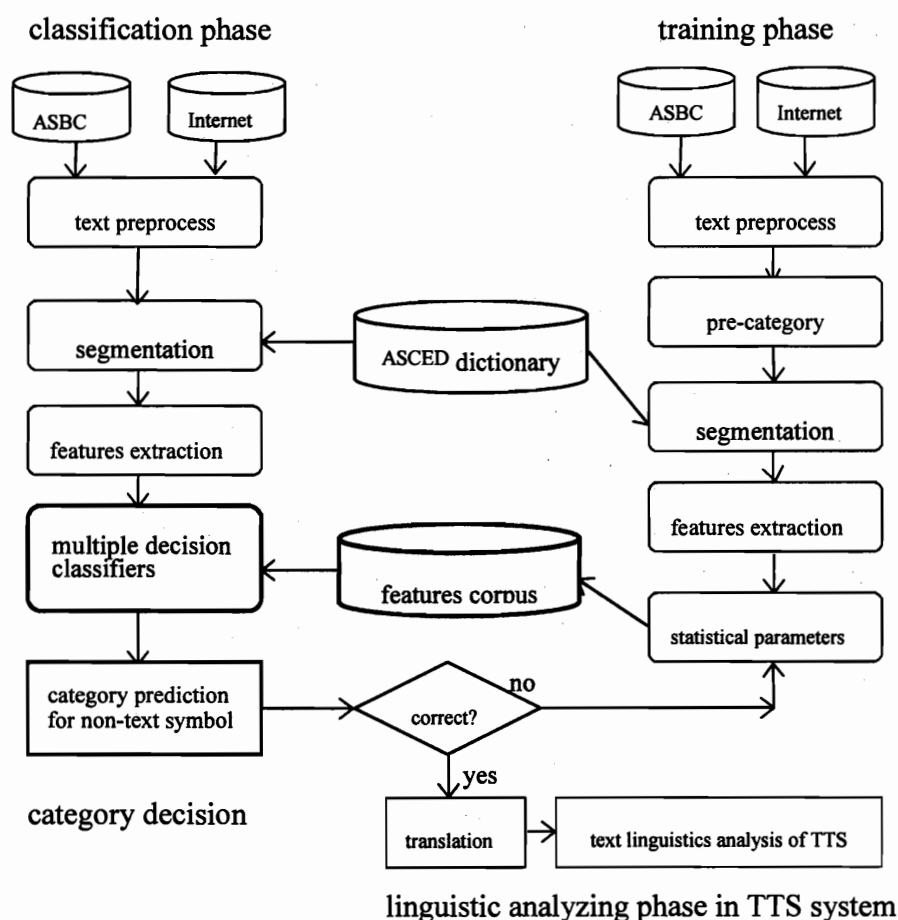 classification phase
training phase
ASBC
Internet
ASBC
Internet
text preprocess
text preprocess
pre-category
segmentation
ASCED dictionary
segmentation
features extraction
features extraction
multiple decision
classifiers
features corpus
statistical parameters
category prediction
for non-text symbol
correct?
no
yes
category decision
translation
text linguistics analysis of TTS
linguistic analyzing phase in TTS system